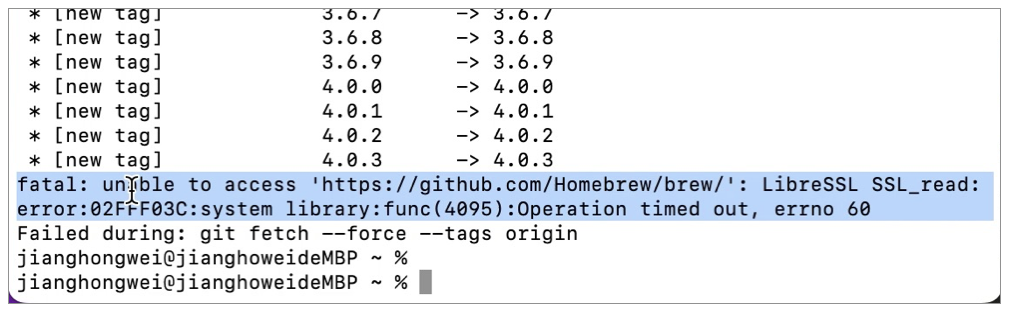 * [new tag] 3.6.7 -> 3.6.7
* [new tag] 3.6.8 -> 3.6.8
* [new tag] 3.6.9 -> 3.6.9
* [new tag] 4.0.0 -> 4.0.0
* [new tag] 4.0.1 -> 4.0.1
* [new tag] 4.0.2 -> 4.0.2
* [new tag] 4.0.3 -> 4.0.3
fatal: unable to access 'https://github.com/Homebrew/brew/': LibreSSL SSL_read:
error:02FFF03C:system library:func(4095):Operation timed out, errno 60
Failed during: git fetch --force --tags origin
jianghongwei@jianghoweideMBP ~ %
jianghongwei@jianghoweideMBP ~ %